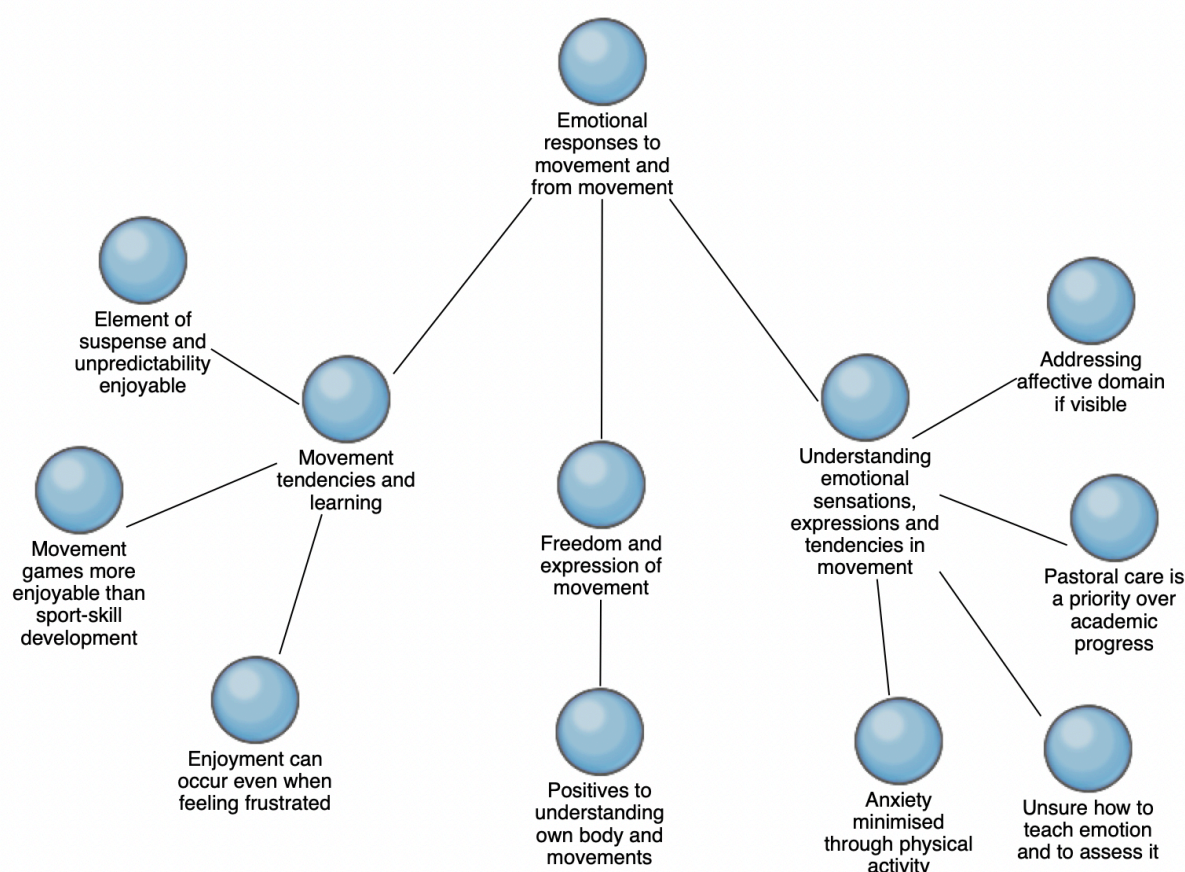 Emotional
responses to
movement and
from movement
Element of
suspense and
unpredictability
enjoyable
Movement
tendencies and
learning
Movement
games more
enjoyable than
sport-skill
development
Enjoyment can
occur even when
feeling frustrated
Freedom and
expression of
movement
Positives to
understanding
own body and
movements
Understanding
emotional
sensations,
expressions and
tendencies in
movement
Addressing
affective domain
if visible
Pastoral care is
a priority over
academic
progress
Anxiety
minimised
through physical
activity
Unsure how to
teach emotion
and to assess it